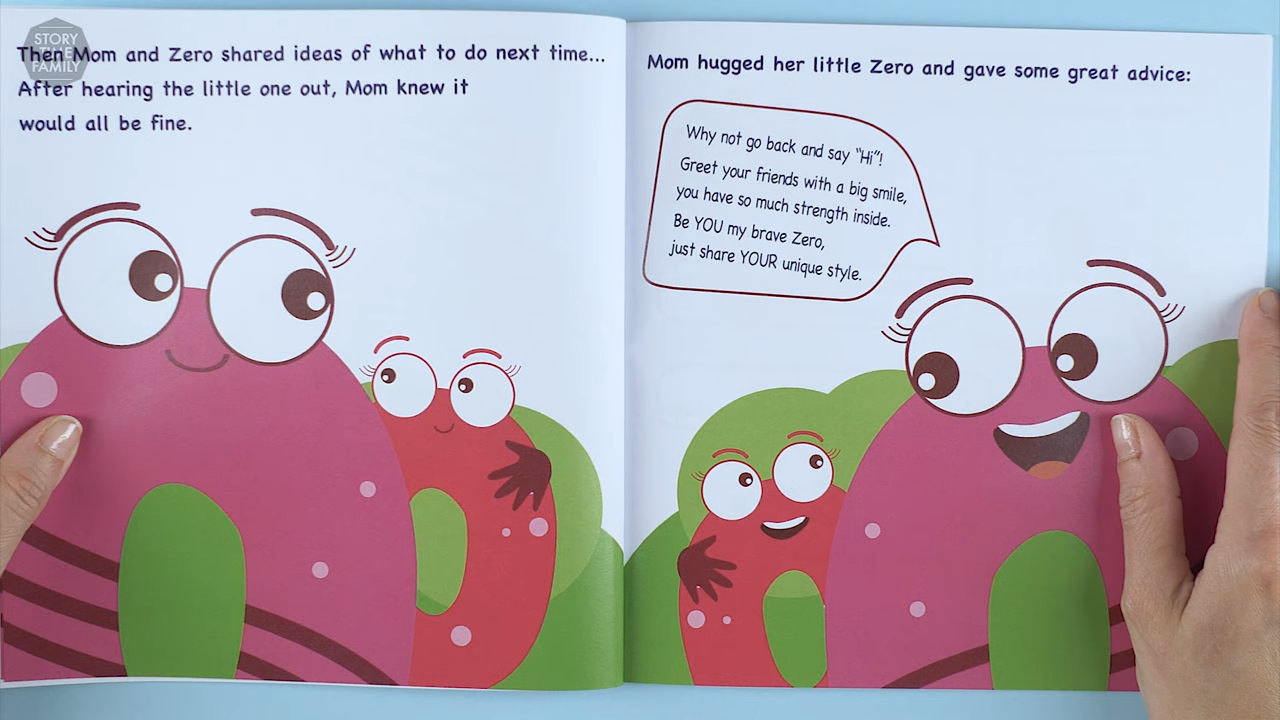 STORY
TIME
FAMILY
Then Mom and Zero shared ideas of what to do next time...
After hearing the little one out, Mom knew it
would all be fine.
Mom hugged her little Zero and gave some great advice:
Why not go back and say “Hi”!
Greet your friends with a big smile,
you have so much strength inside.
Be YOU my brave Zero,
just share YOUR unique style.